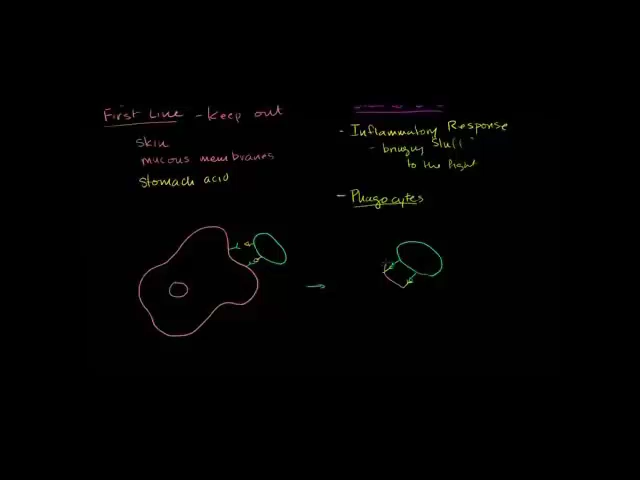 First Line - Keep out
skin
mucous membranes
stomach acid
- Inflammatory Response
- bringing stuff
to the fight
- Phagocytes